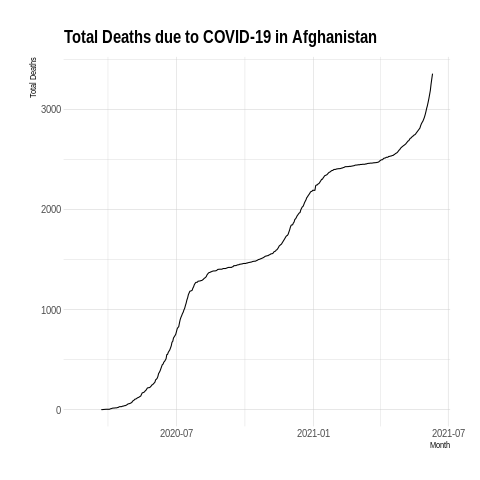 Total Deaths due to COVID-19 in Afghanistan
Total Deaths
3000
2000
1000
0
2020-07 2021-01 2021-07
Month